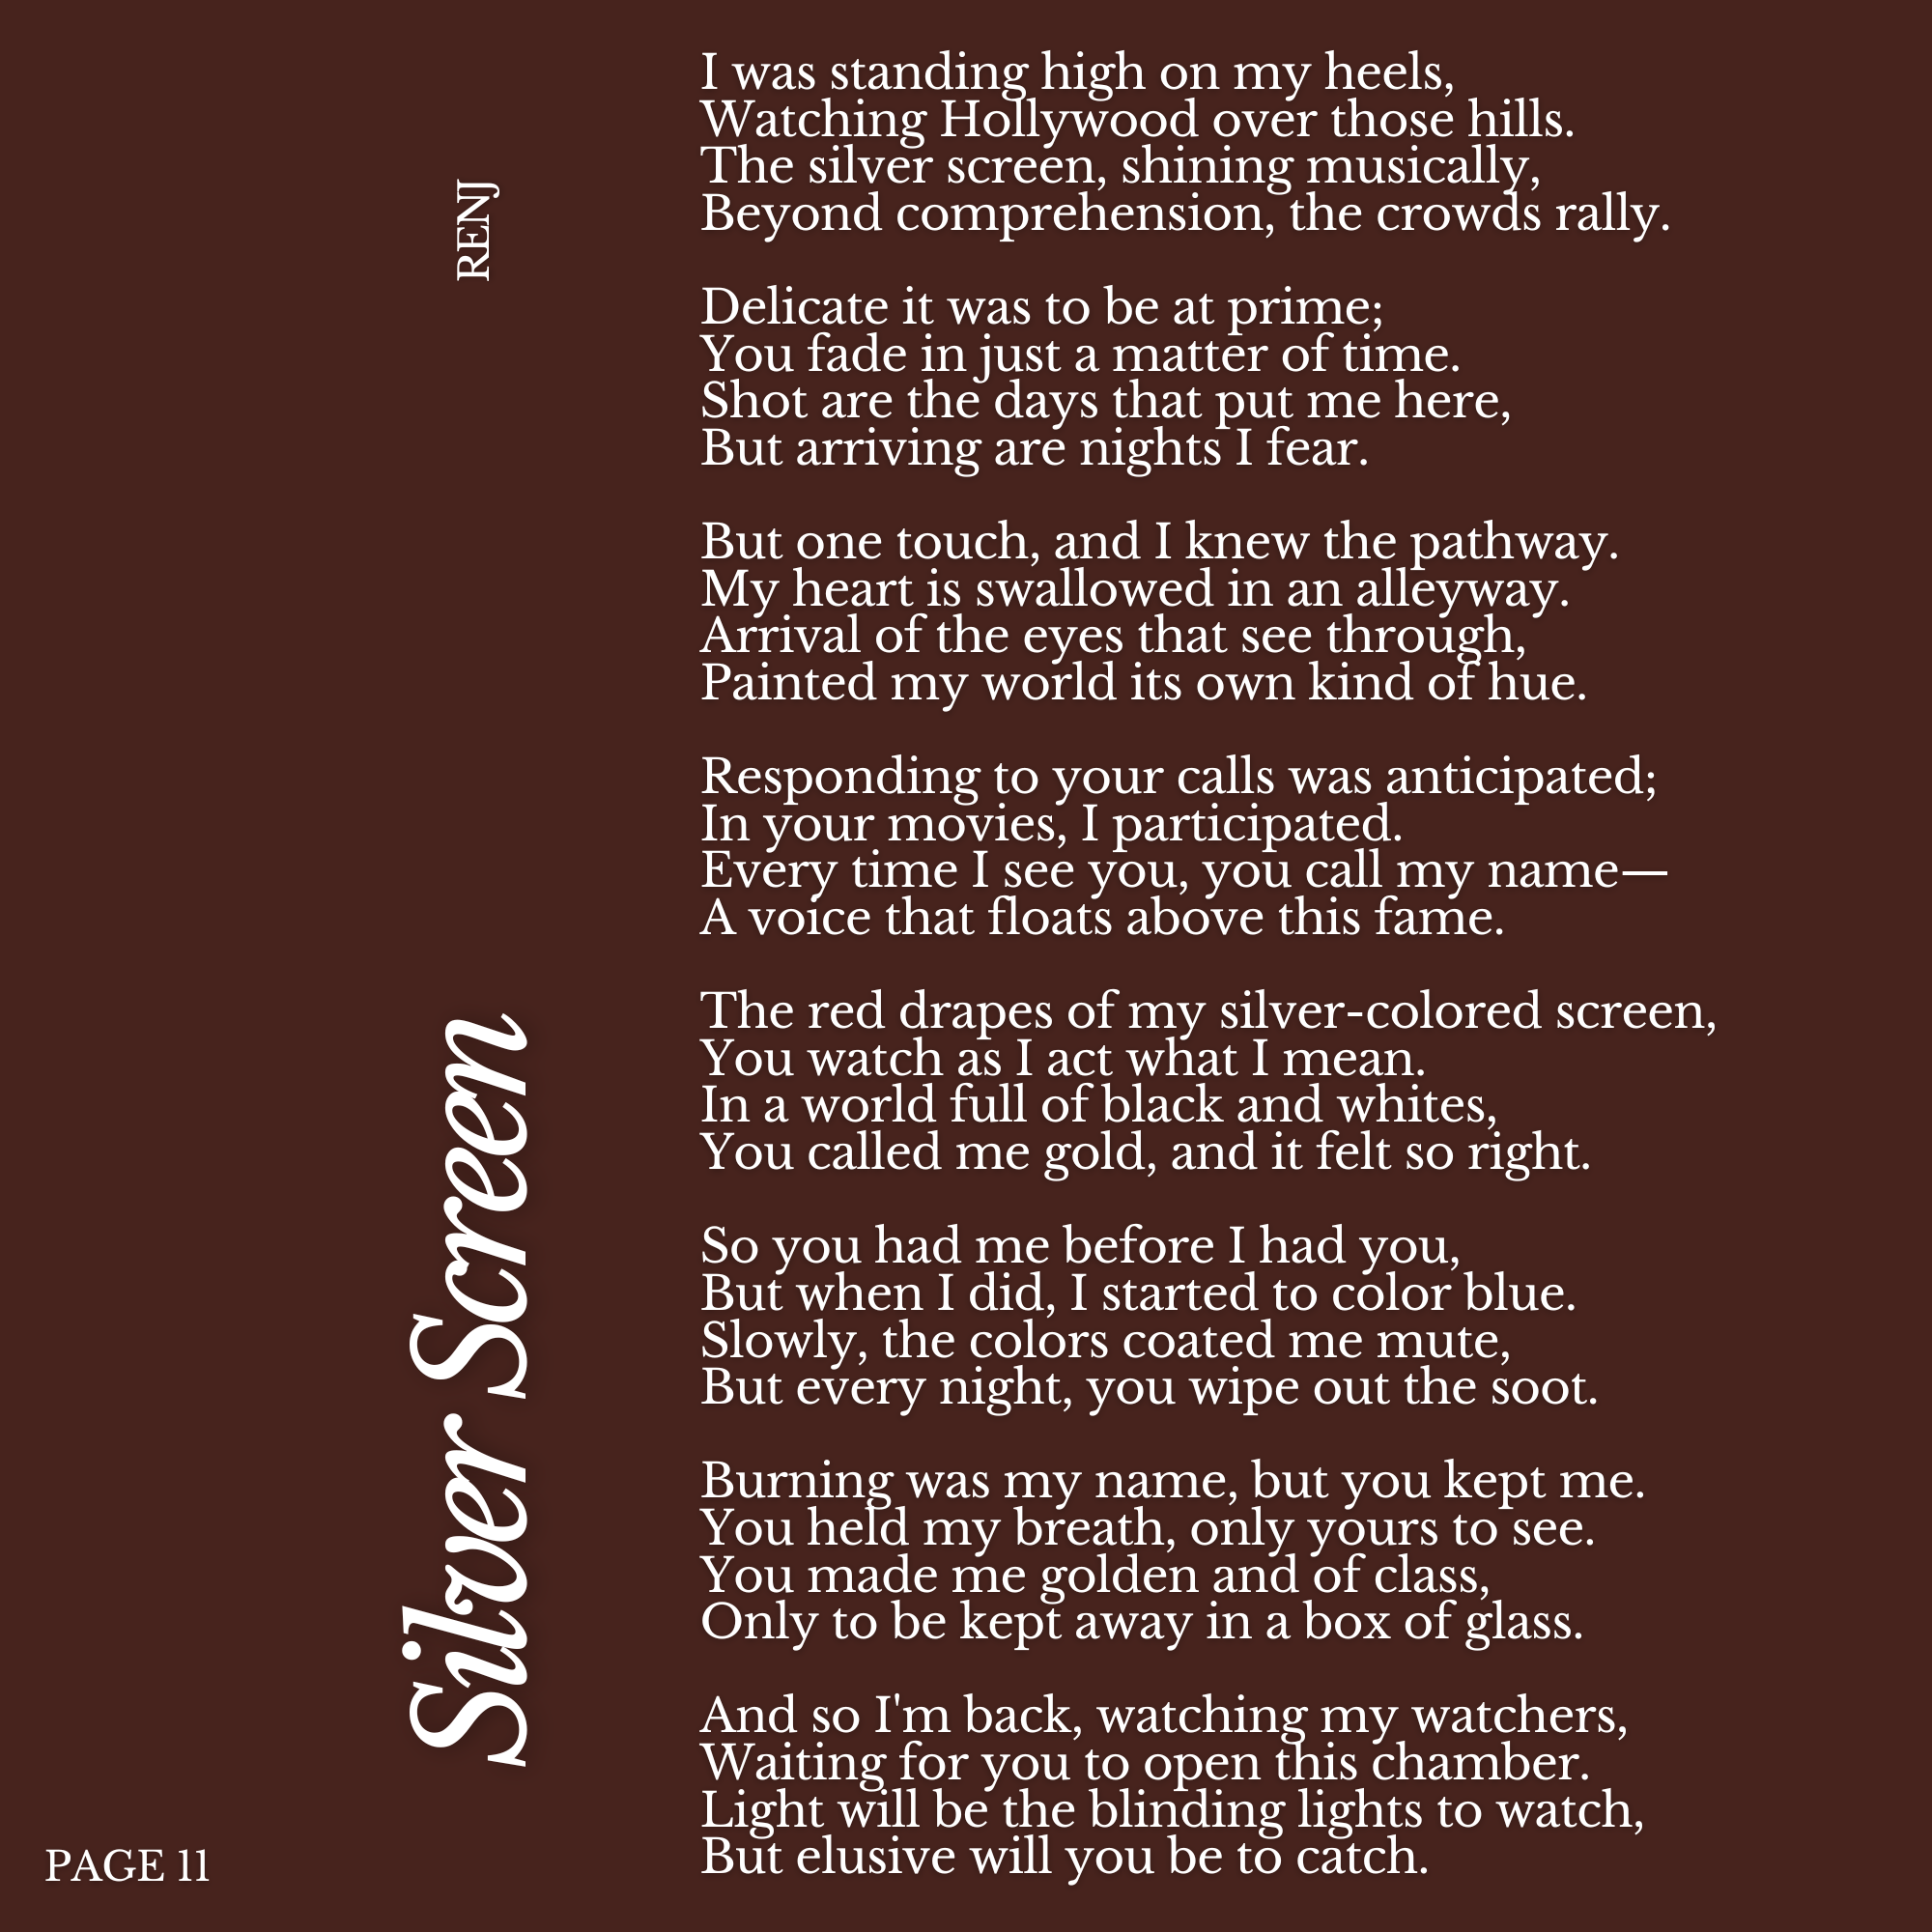 RENJ
Silver Screen
I was standing high on my heels,
Watching Hollywood over those hills.
The silver screen, shining musically,
Beyond comprehension, the crowds rally.

Delicate it was to be at prime;
You fade in just a matter of time.
Shot are the days that put me here,
But arriving are nights I fear.

But one touch, and I knew the pathway.
My heart is swallowed in an alleyway.
Arrival of the eyes that see through,
Painted my world its own kind of hue.

Responding to your calls was anticipated;
In your movies, I participated.
Every time I see you, you call my name—
A voice that floats above this fame.

The red drapes of my silver-colored screen,
You watch as I act what I mean.
In a world full of black and whites,
You called me gold, and it felt so right.

So you had me before I had you,
But when I did, I started to color blue.
Slowly, the colors coated me mute,
But every night, you wipe out the soot.

Burning was my name, but you kept me.
You held my breath, only yours to see.
You made me golden and of class,
Only to be kept away in a box of glass.

And so I'm back, watching my watchers,
Waiting for you to open this chamber.
Light will be the blinding lights to watch,
But elusive will you be to catch.
PAGE 11